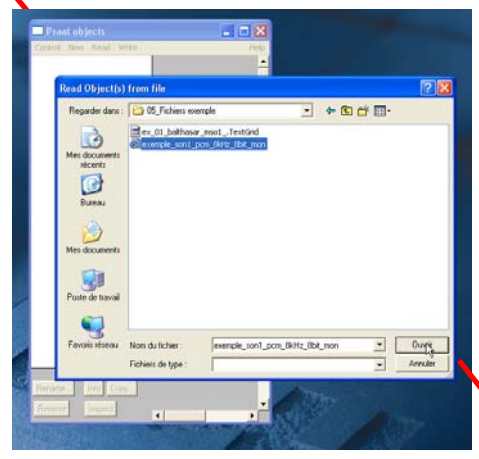 Praat objects
Control New Read Write Help
Read Object(s) from file
Regarder dans : 05_Fichiers exemple
ex_01_balthasar_mso1_.TextGrid
exemple_son1_pcm_8kHz_8bit_mon
Mes documents
récents
Bureau
Mes documents
Poste de travail
Favoris réseau
Nom du fichier : exemple_son1_pcm_8kHz_8bit_mon Ouvrir
Fichiers de type : Annuler
Rename Info Copy
Remove Inspect